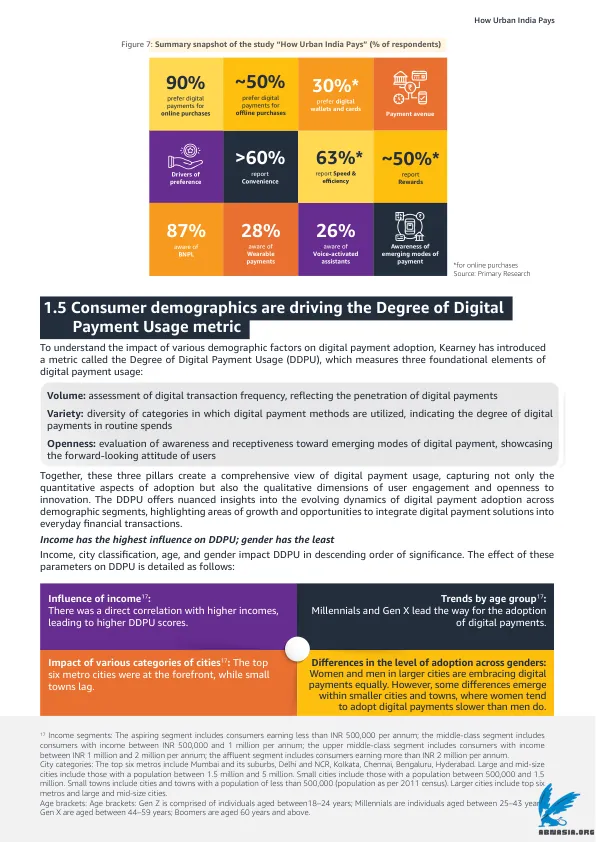 How Urban India Pays
Figure 7: Summary snapshot of the study "How Urban India Pays" (% of respondents)
90%
prefer digital
payments for
online purchases
~50%
prefer digital
payments for
offline purchases
30%*
prefer digital
wallets and cards
Payment avenue
Drivers of
preference
>60%
report
Convenience
63%*
report Speed &
efficiency
~50%*
report
Rewards
87%
aware of
BNPL
28%
aware of
Wearable
payments
26%
aware of
Voice-activated
assistants
Awareness of
emerging modes of
payment
*for online purchases
Source: Primary Research
1.5 Consumer demographics are driving the Degree of Digital
Payment Usage metric
To understand the impact of various demographic factors on digital payment adoption, Kearney has introduced
a metric called the Degree of Digital Payment Usage (DDPU), which measures three foundational elements of
digital payment usage:
Volume: assessment of digital transaction frequency, reflecting the penetration of digital payments
Variety: diversity of categories in which digital payment methods are utilized, indicating the degree of digital
payments in routine spends
Openness: evaluation of awareness and receptiveness toward emerging modes of digital payment, showcasing
the forward-looking attitude of users
Together, these three pillars create a comprehensive view of digital payment usage, capturing not only the
quantitative aspects of adoption but also the qualitative dimensions of user engagement and openness to
innovation. The DDPU offers nuanced insights into the evolving dynamics of digital payment adoption across
demographic segments, highlighting areas of growth and opportunities to integrate digital payment solutions into
everyday financial transactions.
Income has the highest influence on DDPU; gender has the least
Income, city classification, age, and gender impact DDPU in descending order of significance. The effect of these
parameters on DDPU is detailed as follows:
Influence of income¹⁷:
There was a direct correlation with higher incomes,
leading to higher DDPU scores.
Trends by age group¹⁷:
Millennials and Gen X lead the way for the adoption
of digital payments.
Impact of various categories of cities¹⁷: The top
six metro cities were at the forefront, while small
towns lag.
Differences in the level of adoption across genders:
Women and men in larger cities are embracing digital
payments equally. However, some differences emerge
within smaller cities and towns, where women tend
to adopt digital payments slower than men do.
¹⁷ Income segments: The aspiring segment includes consumers earning less than INR 500,000 per annum; the middle-class segment includes
consumers with income between INR 500,000 and 1 million per annum; the upper middle-class segment includes consumers with income
between INR 1 million and 2 million per annum; the affluent segment includes consumers earning more than INR 2 million per annum.
City categories: The top six metros include Mumbai and its suburbs, Delhi and NCR, Kolkata, Chennai, Bengaluru, Hyderabad. Large and mid-size
cities include those with a population between 1.5 million and 5 million. Small cities include those with a population between 500,000 and 1.5
million. Small towns include cities and towns with a population of less than 500,000 (population as per 2011 census). Larger cities include top six
metros and large and mid-size cities.
Age brackets: Age brackets: Gen Z is comprised of individuals aged between18–24 years; Millennials are individuals aged between 25–43 year
Gen X are aged between 44–59 years; Boomers are aged 60 years and above.
ABNASIA.ORG